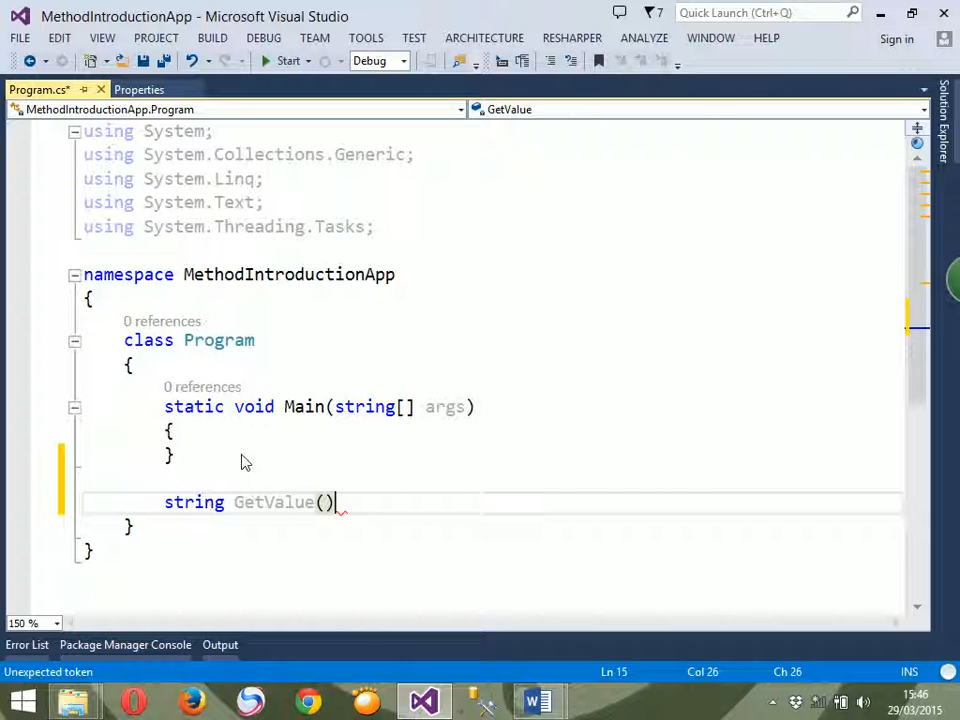 MethodIntroductionApp - Microsoft Visual Studio
7
Quick Launch (Ctrl+Q)
FILE EDIT VIEW PROJECT BUILD DEBUG TEAM TOOLS TEST ARCHITECTURE RESHARPER ANALYZE WINDOW HELP
Sign in
Start
Debug
Program.cs*
Properties
Solution Explorer
MethodIntroductionApp.Program
GetValue
using System;
using System.Collections.Generic;
using System.Linq;
using System.Text;
using System.Threading.Tasks;
namespace MethodIntroductionApp
{
0 references
class Program
{
0 references
static void Main(string[] args)
{
}
string GetValue()
}
}
150 %
Error List Package Manager Console Output
Unexpected token Ln 15 Col 26 Ch 26 INS
15:46
29/03/2015